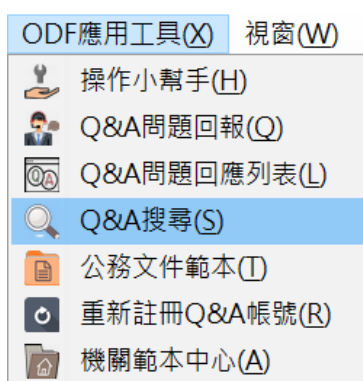 ODF應用工具(X) 視窗(W)
操作小幫手(H)
Q&A問題回報(Q)
Q&A問題回應列表(L)
Q&A搜尋(S)
公務文件範本(T)
重新註冊Q&A帳號(R)
機關範本中心(A)